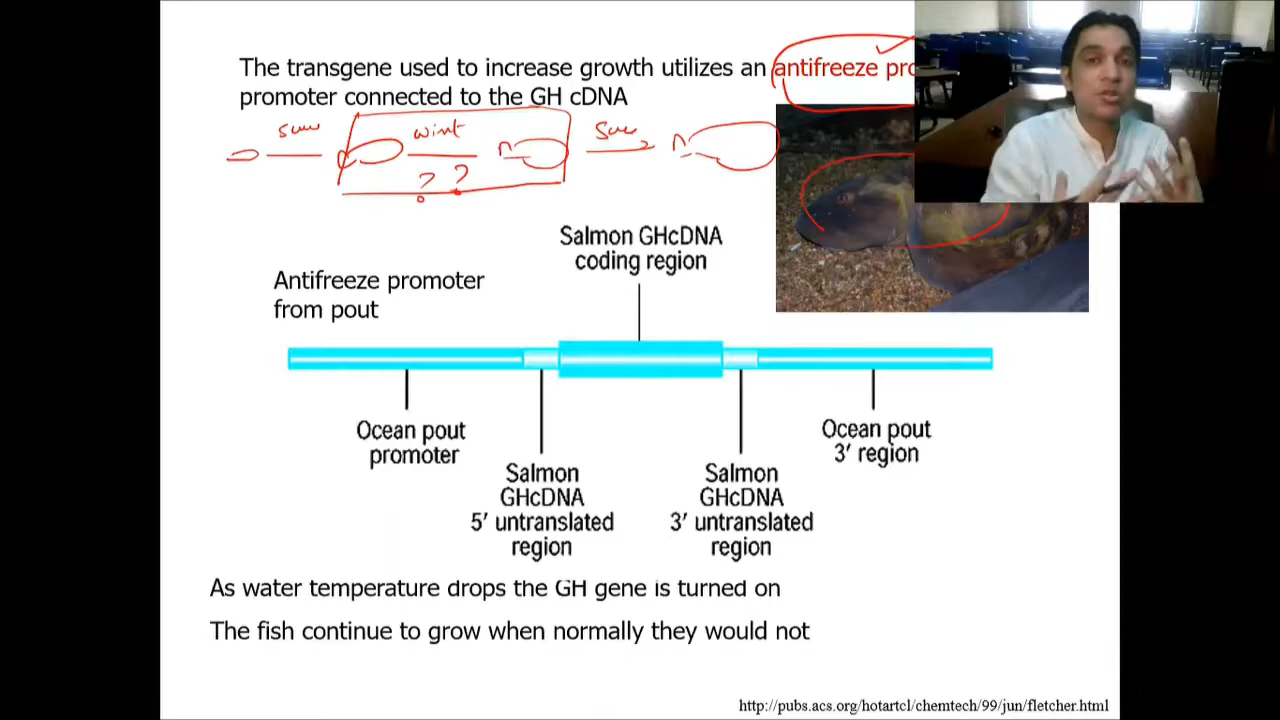 The transgene used to increase growth utilizes an antifreeze pro
promoter connected to the GH cDNA
Salmon GHcDNA
coding region
Antifreeze promoter
from pout
Ocean pout
promoter
Salmon
GHcDNA
5′ untranslated
region
Salmon
GHcDNA
3′ untranslated
region
Ocean pout
3′ region
As water temperature drops the GH gene is turned on
The fish continue to grow when normally they would not
http://pubs.acs.org/hotartcl/chemtech/99/jun/fletcher.html